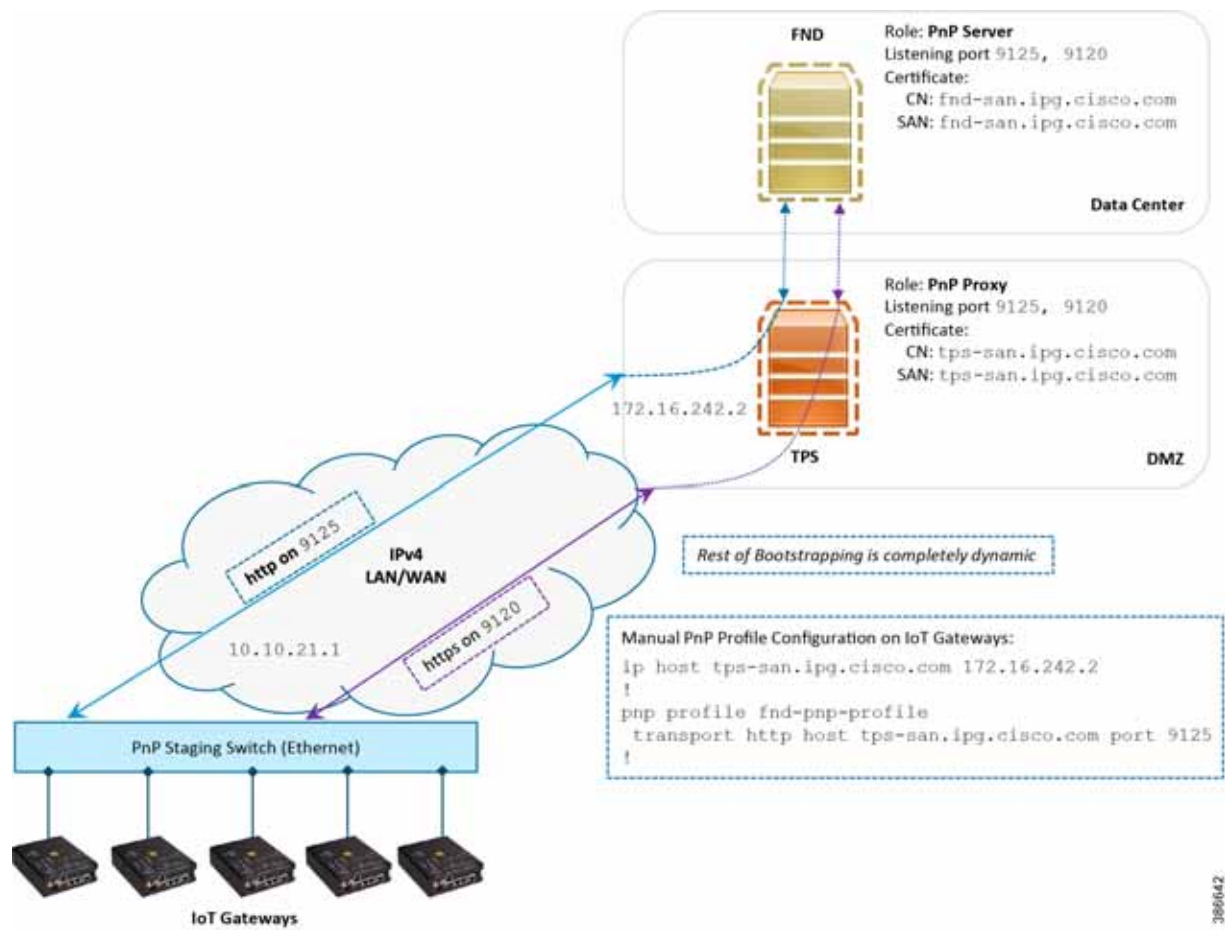 FND
Role: PnP Server
Listening port 9125, 9120
Certificate:
CN: fnd-san.ipg.cisco.com
SAN: fnd-san.ipg.cisco.com
Data Center
Role: PnP Proxy
Listening port 9125, 9120
Certificate:
CN: tps-san.ipg.cisco.com
SAN: tps-san.ipg.cisco.com
172.16.242.2
TPS
DMZ
http on 9125
IPv4
LAN/WAN
Rest of Bootstrapping is completely dynamic
https on 9120
10.10.21.1
Manual PnP Profile Configuration on IoT Gateways:
ip host tps-san.ipg.cisco.com 172.16.242.2
!
pnp profile fnd-pnp-profile
transport http host tps-san.ipg.cisco.com port 9125
!
PnP Staging Switch (Ethernet)
IoT Gateways
386642